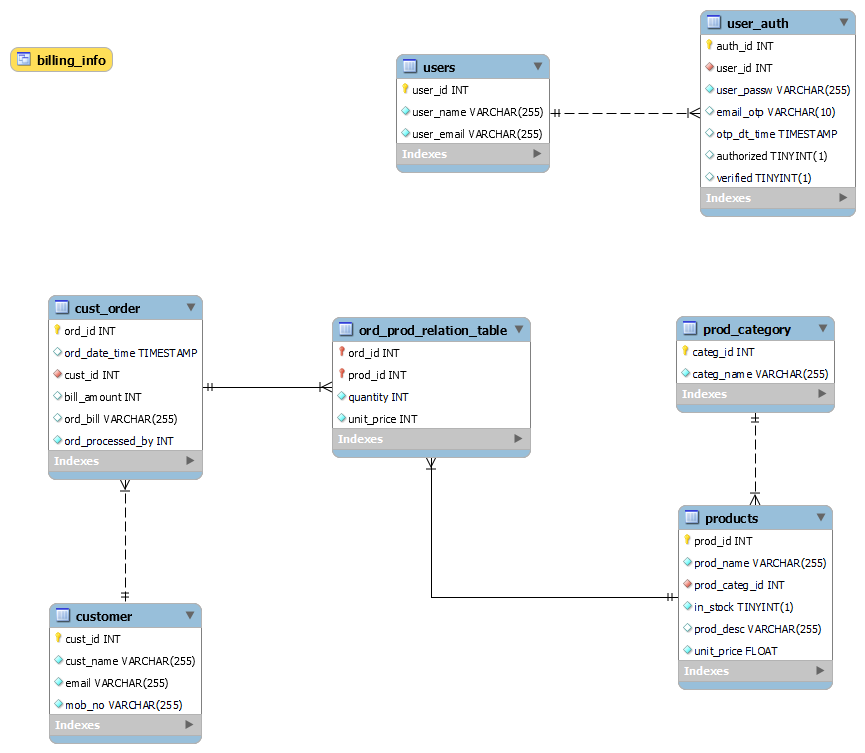 billing_info
users
user_id INT
user_name VARCHAR(255)
user_email VARCHAR(255)
Indexes
user_auth
auth_id INT
user_id INT
user_passw VARCHAR(255)
email_otp VARCHAR(10)
otp_dt_time TIMESTAMP
authorized TINYINT(1)
verified TINYINT(1)
Indexes
cust_order
ord_id INT
ord_date_time TIMESTAMP
cust_id INT
bill_amount INT
ord_bill VARCHAR(255)
ord_processed_by INT
Indexes
ord_prod_relation_table
ord_id INT
prod_id INT
quantity INT
unit_price INT
Indexes
prod_category
categ_id INT
categ_name VARCHAR(255)
Indexes
customer
cust_id INT
cust_name VARCHAR(255)
email VARCHAR(255)
mob_no VARCHAR(255)
Indexes
products
prod_id INT
prod_name VARCHAR(255)
prod_categ_id INT
in_stock TINYINT(1)
prod_desc VARCHAR(255)
unit_price FLOAT
Indexes